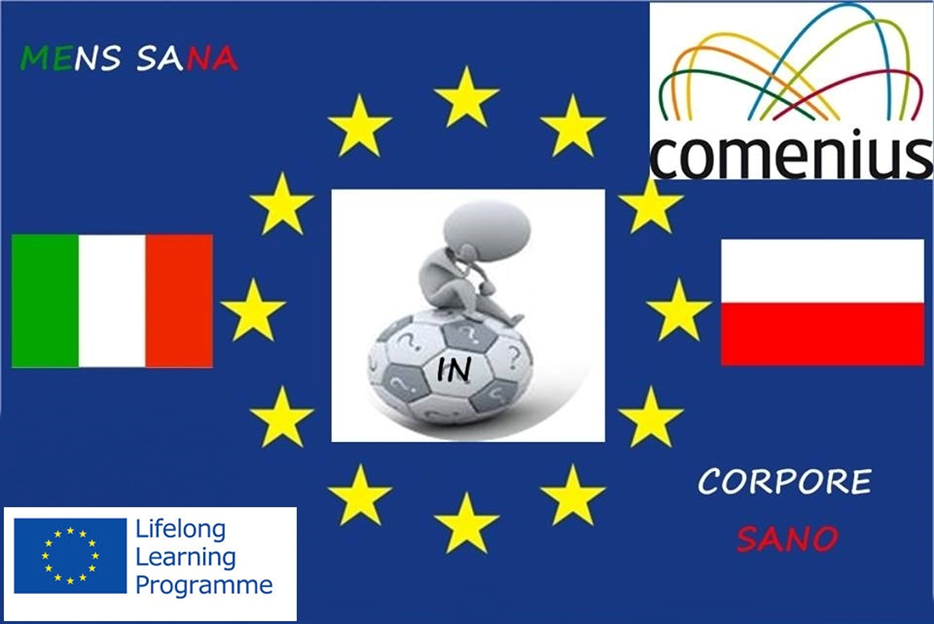 MENS SANA
comenius
IN
CORPORE
SANO
Lifelong
Learning
Programme